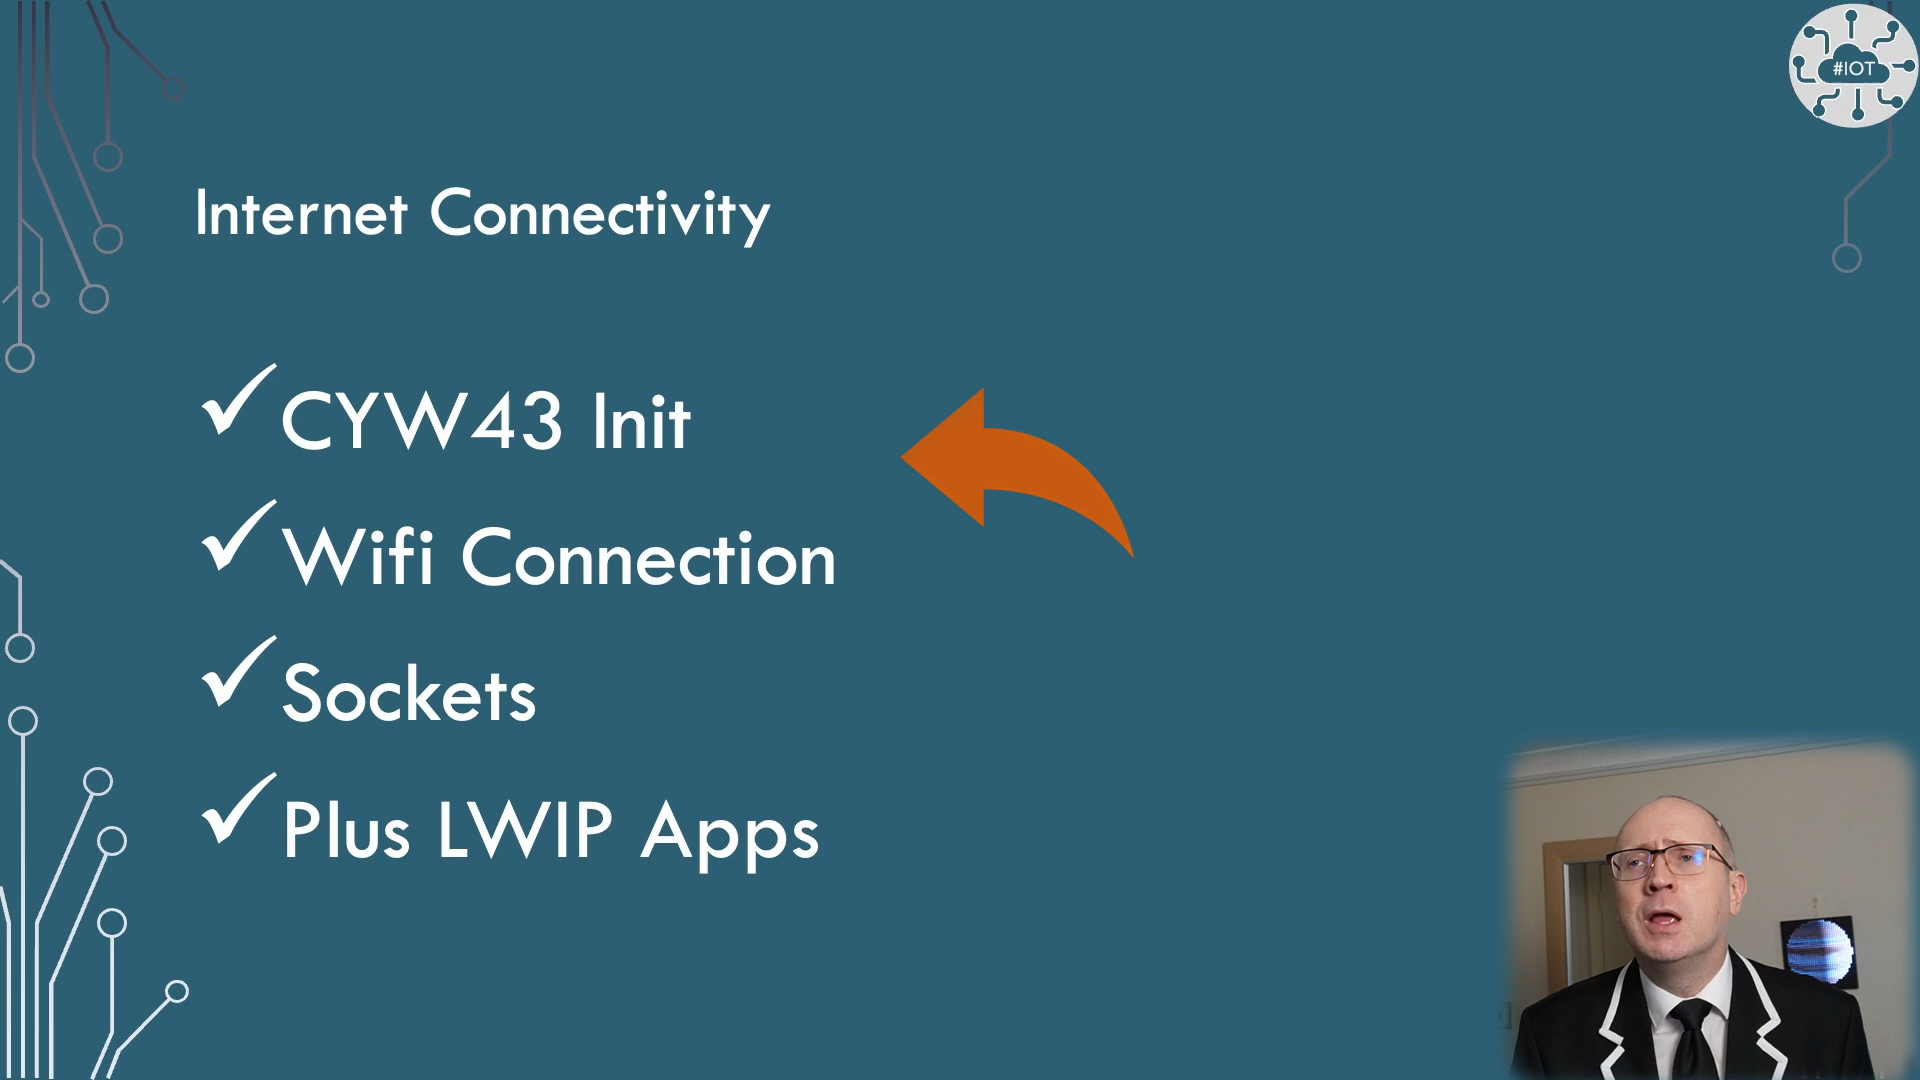 #IOT
Internet Connectivity
CYW43 Init
Wifi Connection
Sockets
Plus LWIP Apps